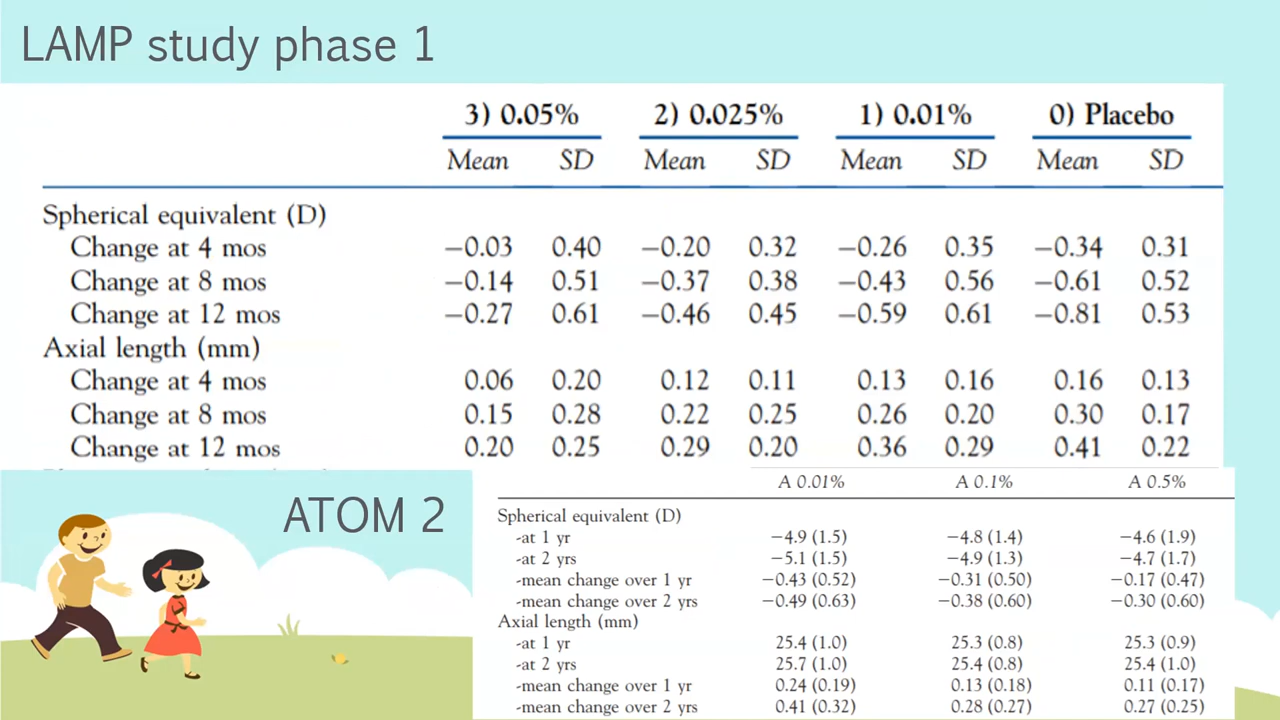 LAMP study phase 1
3) 0.05% 2) 0.025% 1) 0.01% 0) Placebo
Mean SD Mean SD Mean SD Mean SD
Spherical equivalent (D)
Change at 4 mos −0.03 0.40 −0.20 0.32 −0.26 0.35 −0.34 0.31
Change at 8 mos −0.14 0.51 −0.37 0.38 −0.43 0.56 −0.61 0.52
Change at 12 mos −0.27 0.61 −0.46 0.45 −0.59 0.61 −0.81 0.53
Axial length (mm)
Change at 4 mos 0.06 0.20 0.12 0.11 0.13 0.16 0.16 0.13
Change at 8 mos 0.15 0.28 0.22 0.25 0.26 0.20 0.30 0.17
Change at 12 mos 0.20 0.25 0.29 0.20 0.36 0.29 0.41 0.22
ATOM 2
A 0.01% A 0.1% A 0.5%
Spherical equivalent (D)
-at 1 yr −4.9 (1.5) −4.8 (1.4) −4.6 (1.9)
-at 2 yrs −5.1 (1.5) −4.9 (1.3) −4.7 (1.7)
-mean change over 1 yr −0.43 (0.52) −0.31 (0.50) −0.17 (0.47)
-mean change over 2 yrs −0.49 (0.63) −0.38 (0.60) −0.30 (0.60)
Axial length (mm)
-at 1 yr 25.4 (1.0) 25.3 (0.8) 25.3 (0.9)
-at 2 yrs 25.7 (1.0) 25.4 (0.8) 25.4 (1.0)
-mean change over 1 yr 0.24 (0.19) 0.13 (0.18) 0.11 (0.17)
-mean change over 2 yrs 0.41 (0.32) 0.28 (0.27) 0.27 (0.25)